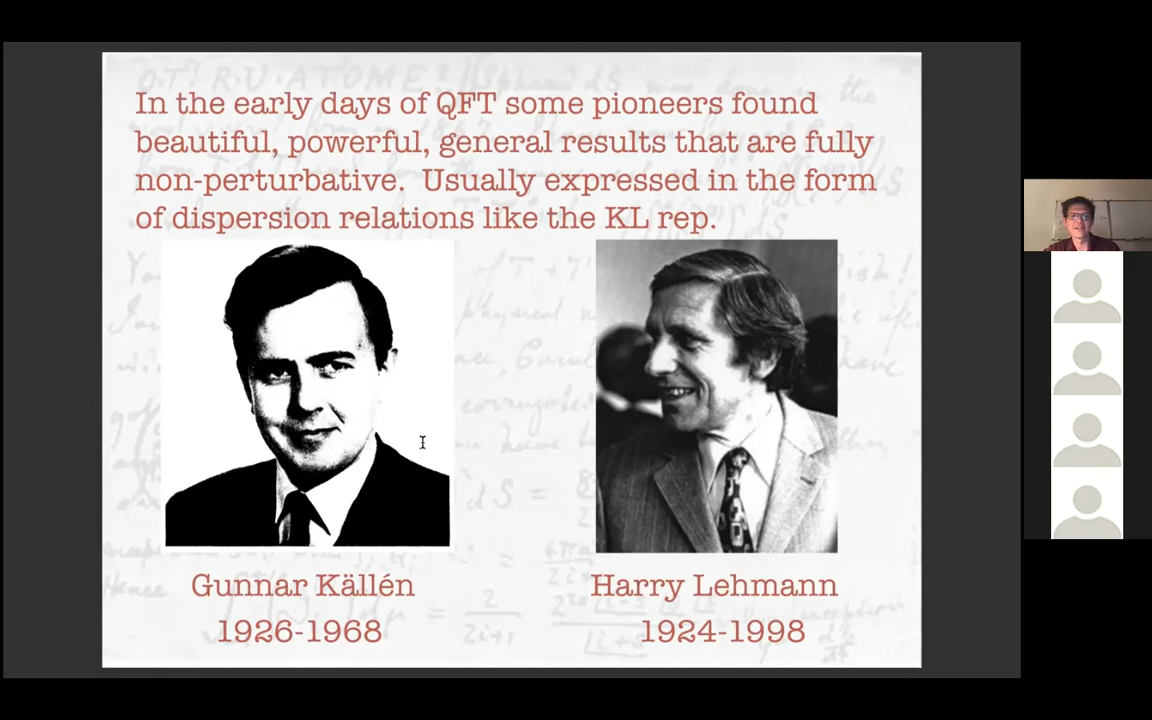 In the early days of QFT some pioneers found
beautiful, powerful, general results that are fully
non-perturbative. Usually expressed in the form
of dispersion relations like the KL rep.
Gunnar Källén
Harry Lehmann
1926-1968
1924-1998